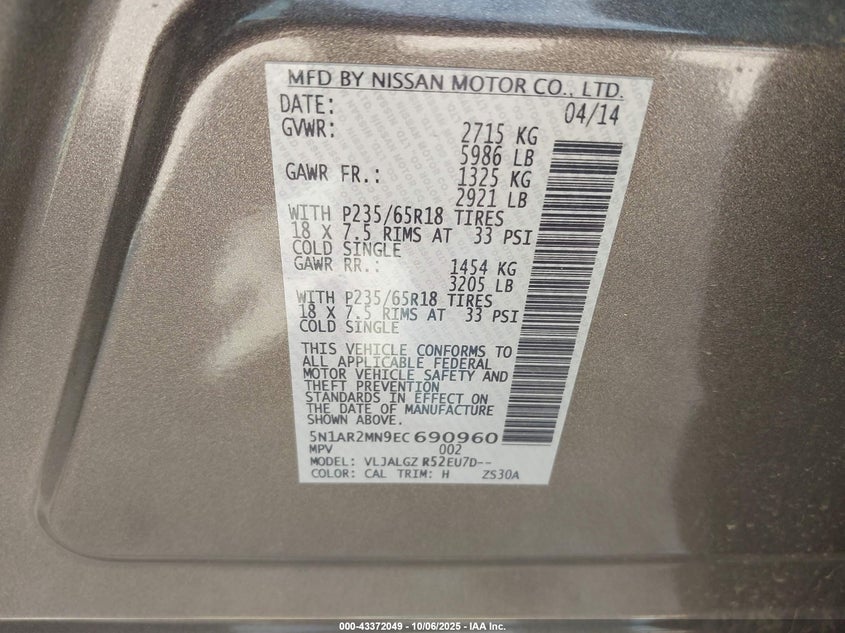 MFD BY NISSAN MOTOR CO., LTD.
DATE: 04/14
GVWR: 2715 KG
5986 LB
GAWR FR.: 1325 KG
2921 LB
WITH P235/65R18 TIRES
18 X 7.5 RIMS AT 33 PSI
COLD SINGLE
GAWR RR.: 1454 KG
3205 LB
WITH P235/65R18 TIRES
18 X 7.5 RIMS AT 33 PSI
COLD SINGLE
THIS VEHICLE CONFORMS TO
ALL APPLICABLE FEDERAL
MOTOR VEHICLE SAFETY AND
THEFT PREVENTION
STANDARDS IN EFFECT ON
THE DATE OF MANUFACTURE
SHOWN ABOVE.
5N1AR2MN9EC690960
MPV 002
MODEL: VLJALGZ R52EU7D--
COLOR: CAL TRIM: H ZS30A
000-43372049 - 10/06/2025 - IAA Inc.